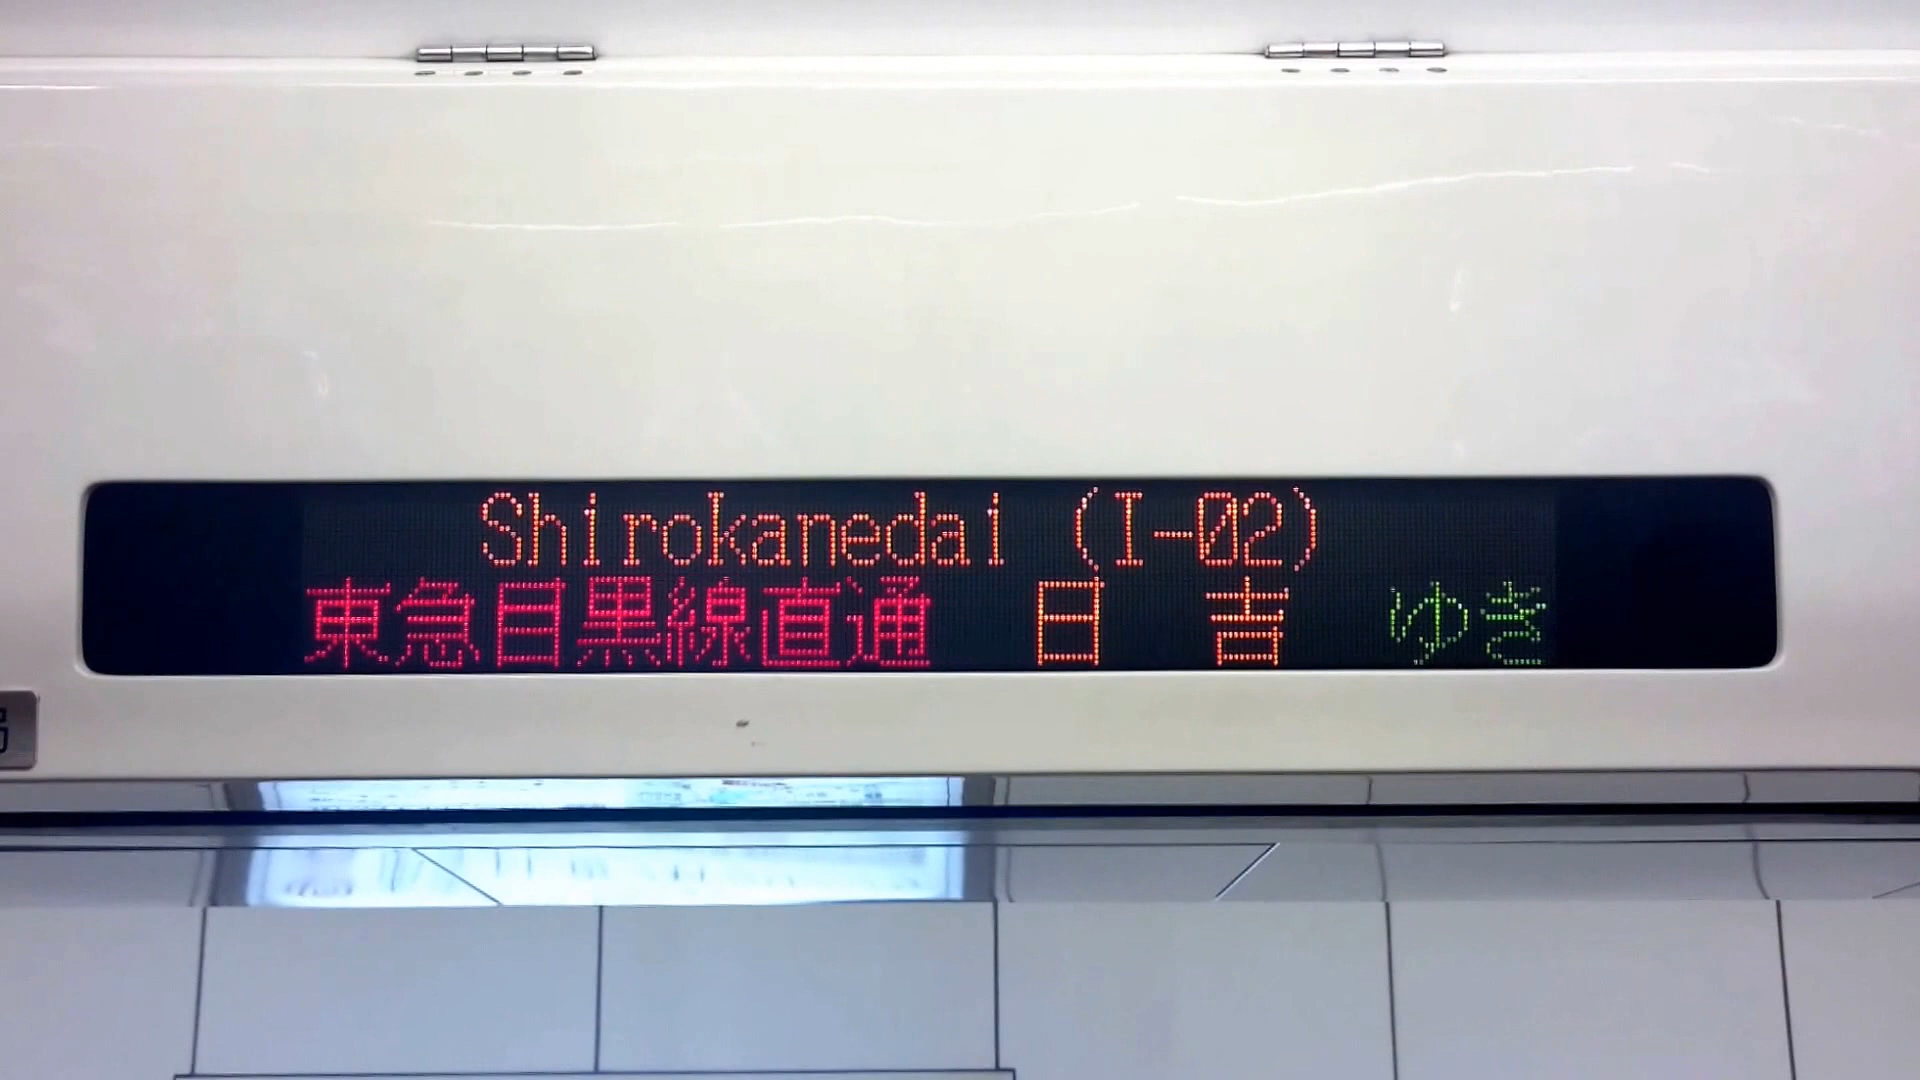 Shirokanedai (I-02)
東急目黒線直通 日 吉 ゆき